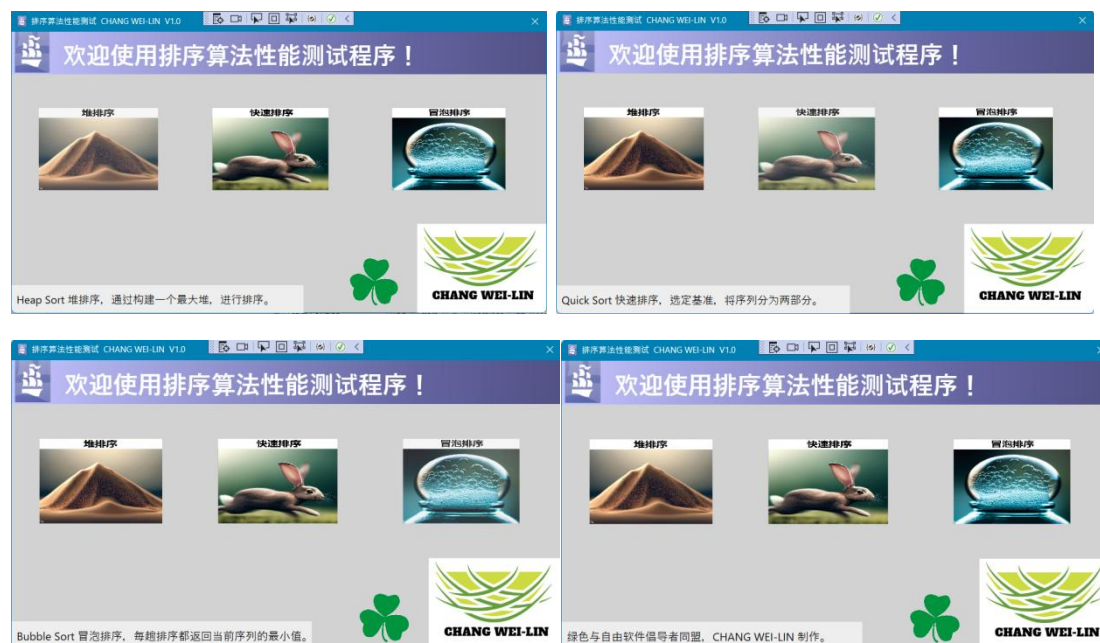 排序算法性能测试 CHANG WEI-LIN V1.0
欢迎使用排序算法性能测试程序！
堆排序 快速排序 冒泡排序
CHANG WEI-LIN
Heap Sort 堆排序，通过构建一个最大堆，进行排序。
排序算法性能测试 CHANG WEI-LIN V1.0
欢迎使用排序算法性能测试程序！
堆排序 快速排序 冒泡排序
CHANG WEI-LIN
Quick Sort 快速排序，选定基准，将序列分为两部分。
排序算法性能测试 CHANG WEI-LIN V1.0
欢迎使用排序算法性能测试程序！
堆排序 快速排序 冒泡排序
CHANG WEI-LIN
Bubble Sort 冒泡排序，每趟排序都返回当前序列的最小值。
排序算法性能测试 CHANG WEI-LIN V1.0
欢迎使用排序算法性能测试程序！
堆排序 快速排序 冒泡排序
CHANG WEI-LIN
绿色与自由软件倡导者同盟，CHANG WEI-LIN 制作。